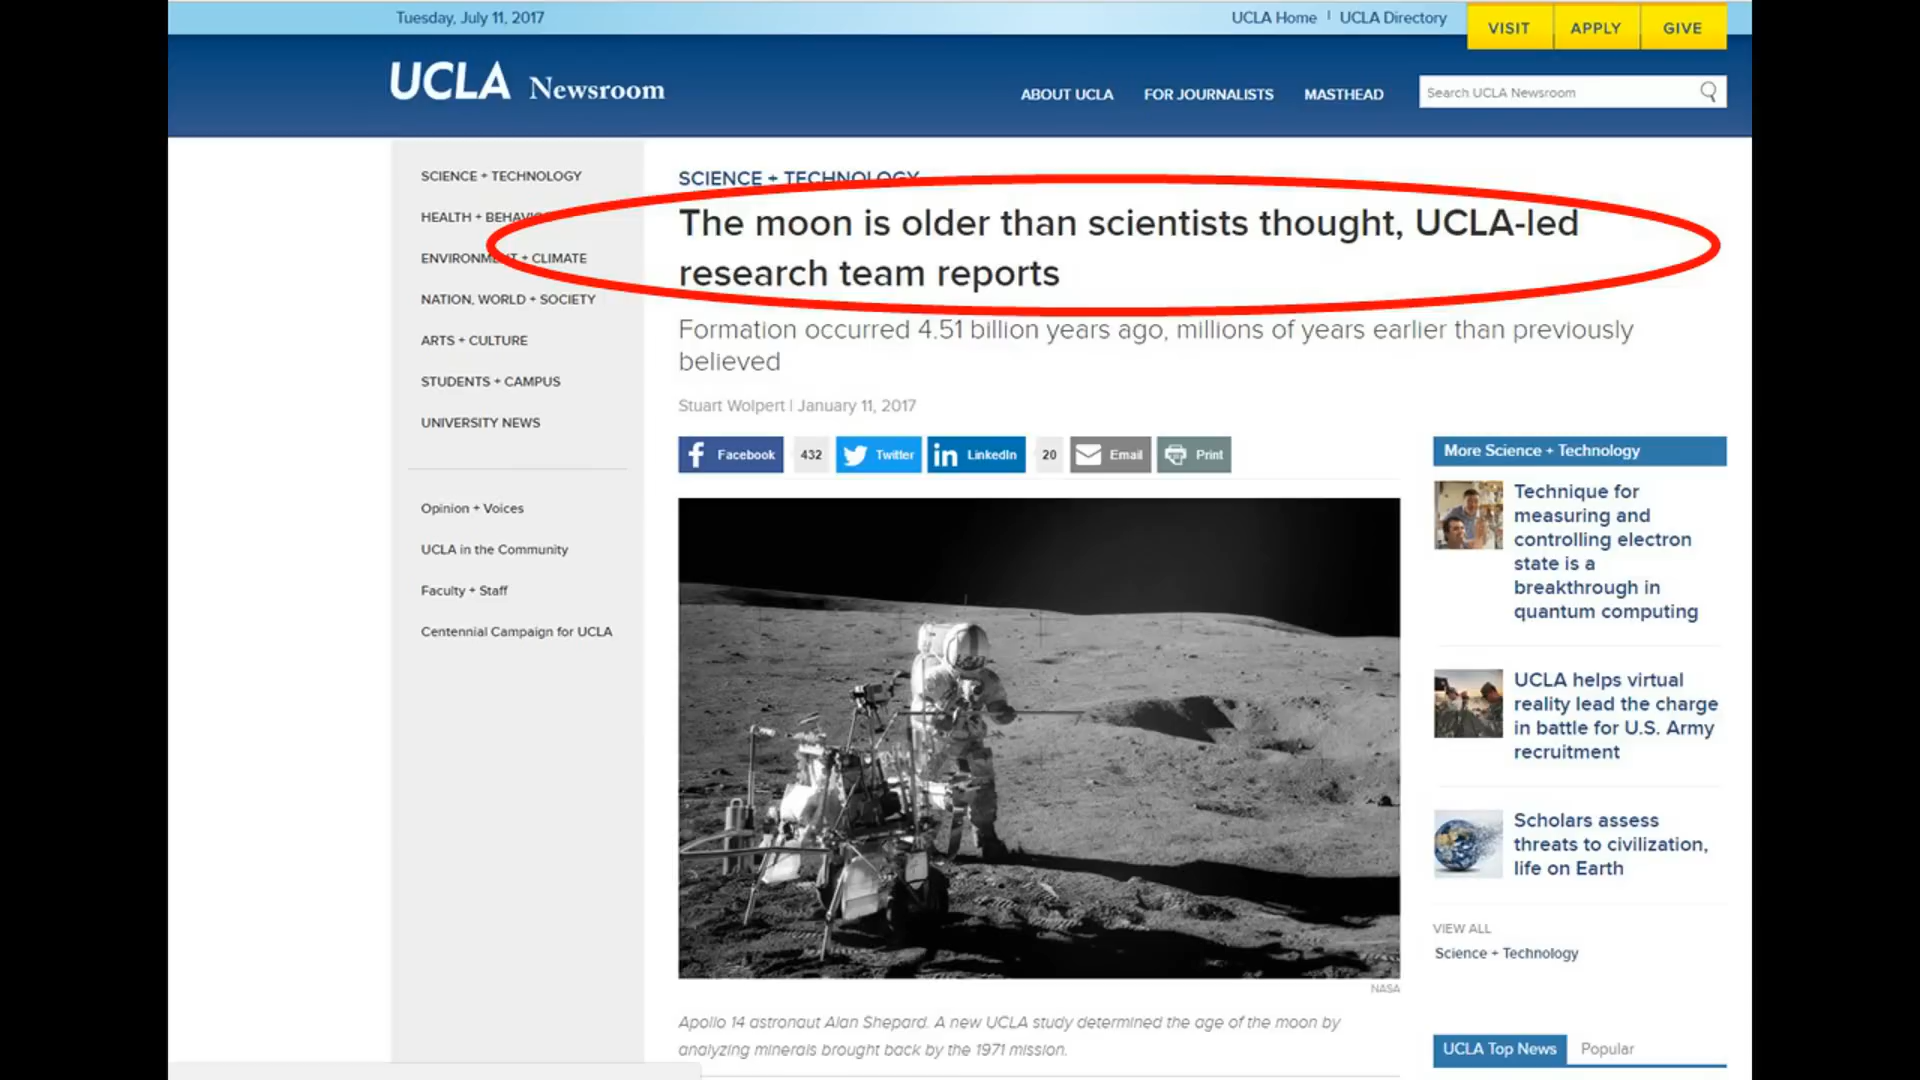 Tuesday, July 11, 2017
UCLA Home | UCLA Directory
VISIT
APPLY
GIVE
UCLA Newsroom
ABOUT UCLA
FOR JOURNALISTS
MASTHEAD
Search UCLA Newsroom
SCIENCE + TECHNOLOGY
HEALTH + BEHAVIO
ENVIRONMENT + CLIMATE
NATION, WORLD + SOCIETY
ARTS + CULTURE
STUDENTS + CAMPUS
UNIVERSITY NEWS
Opinion + Voices
UCLA in the Community
Faculty + Staff
Centennial Campaign for UCLA
SCIENCE + TECHNOLOGY
The moon is older than scientists thought, UCLA-led
research team reports
Formation occurred 4.51 billion years ago, millions of years earlier than previously
believed
Stuart Wolpert | January 11, 2017
Facebook
432
Twitter
LinkedIn
20
Email
Print
NASA
Apollo 14 astronaut Alan Shepard. A new UCLA study determined the age of the moon by
analyzing minerals brought back by the 1971 mission.
More Science + Technology
Technique for
measuring and
controlling electron
state is a
breakthrough in
quantum computing
UCLA helps virtual
reality lead the charge
in battle for U.S. Army
recruitment
Scholars assess
threats to civilization,
life on Earth
VIEW ALL
Science + Technology
UCLA Top News
Popular